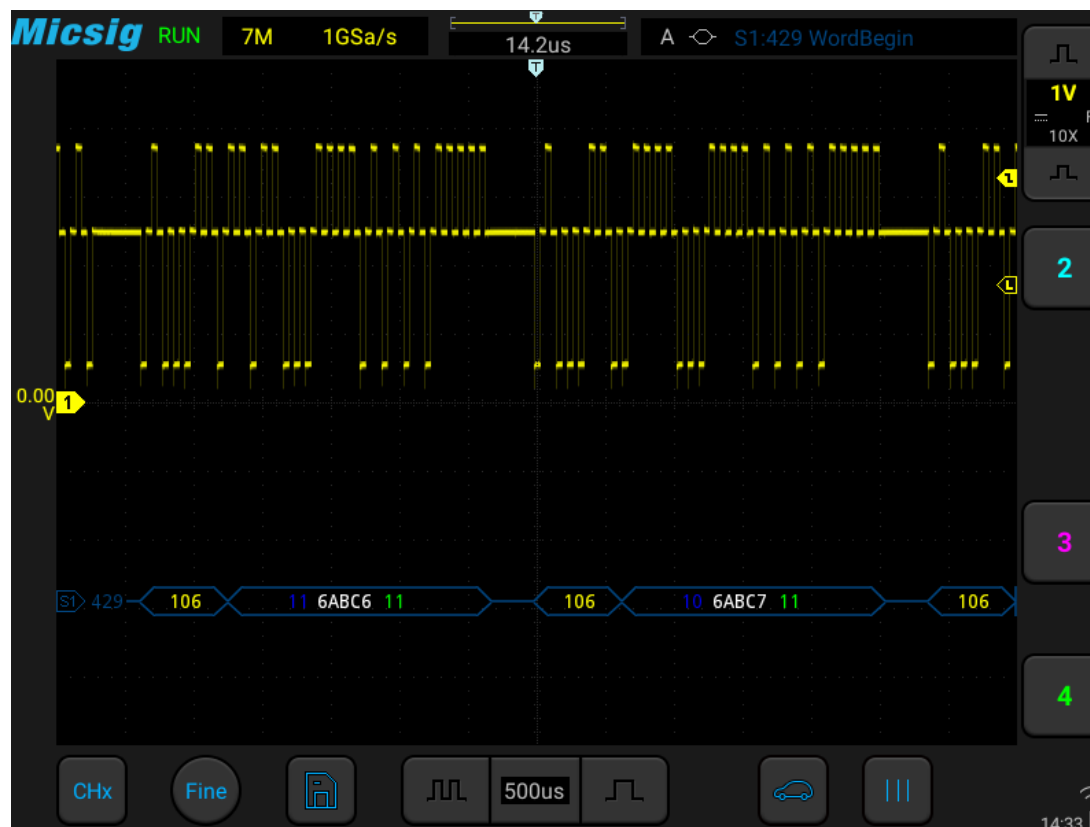 Micsig RUN 7M 1GSa/s T 14.2us A S1:429 WordBegin
T
1V
10X
1
2
L
0.00 V 1
3
S1 429 106 11 6ABC6 11 106 10 6ABC7 11 106
4
CHx Fine 500us
14:33